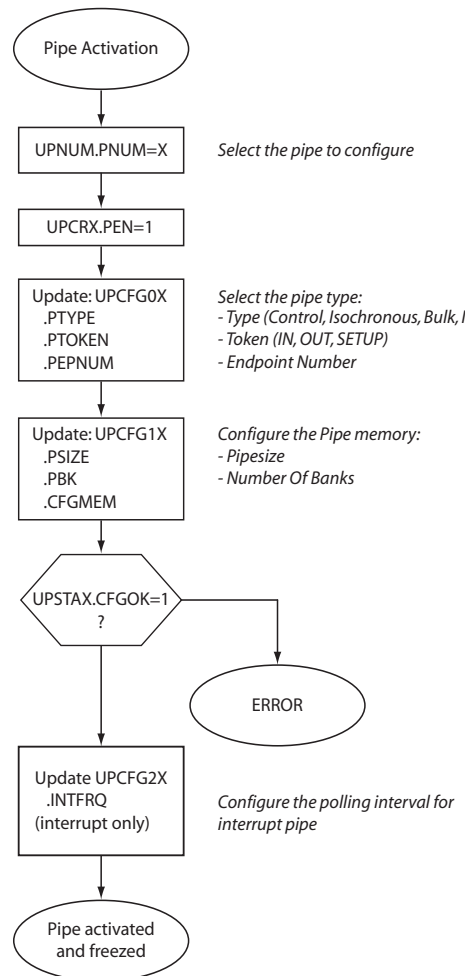 Pipe Activation
UPNUM.PNUM=X
Select the pipe to configure
UPCRX.PEN=1
Update: UPCFG0X
.PTYPE
.PTOKEN
.PEPNUM
Select the pipe type:
- Type (Control, Isochronous, Bulk,
- Token (IN, OUT, SETUP)
- Endpoint Number
Update: UPCFG1X
.PSIZE
.PBK
.CFGMEM
Configure the Pipe memory:
- Pipesize
- Number Of Banks
UPSTAX.CFGOK=1
?
ERROR
Update UPCFG2X
.INTFRQ
(interrupt only)
Configure the polling interval for
interrupt pipe
Pipe activated
and freezed